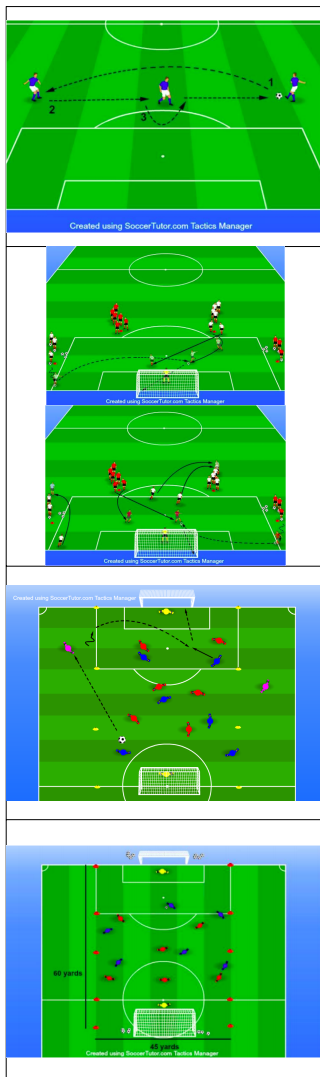 1
2
3
Created using SoccerTutor.com Tactics Manager
Created using SoccerTutor.com Tactics Manager
Created using SoccerTutor.com Tactics Manager
Created using SoccerTutor.com Tactics Manager
60 yards
45 yards
Created using SoccerTutor.com Tactics Manager